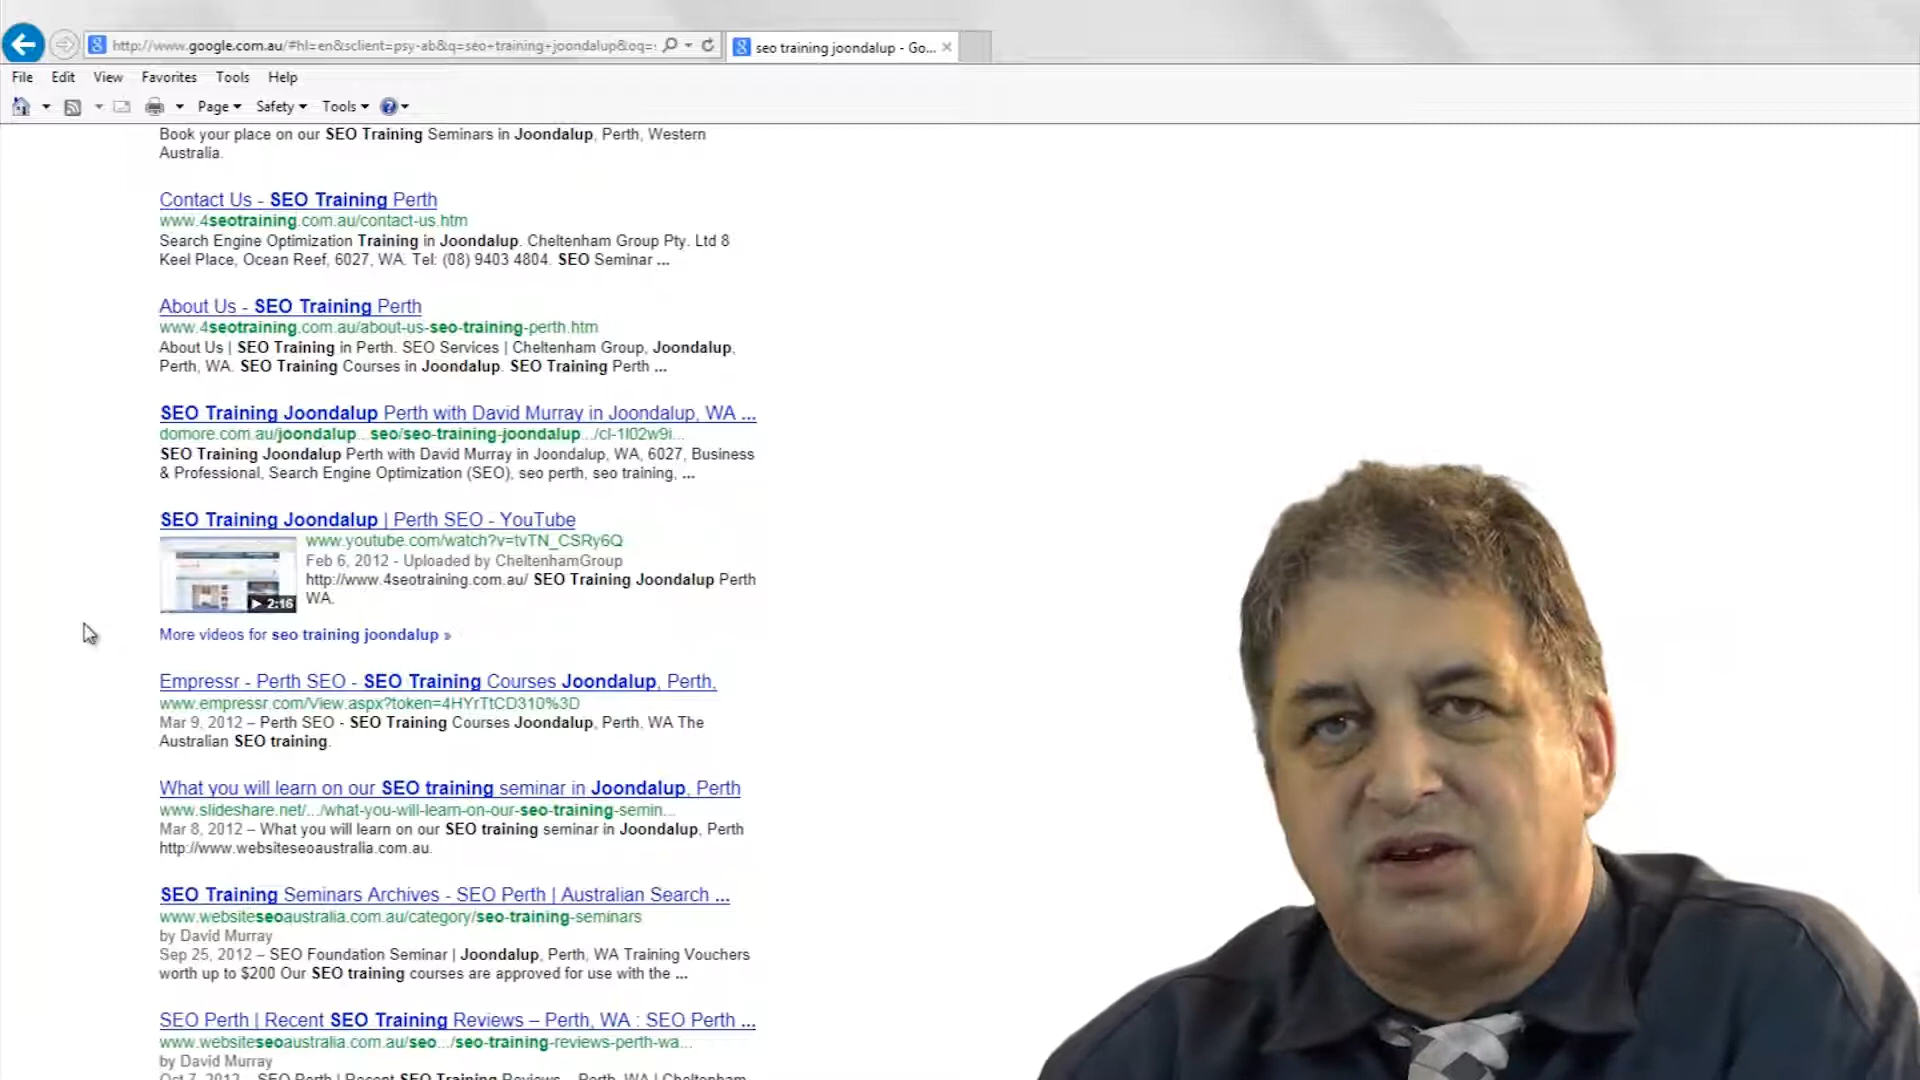 http://www.google.com.au/#hl=en&sclient=psy-ab&q=seo+training+joondalup&oq=
seo training joondalup - Go...
File Edit View Favorites Tools Help
Page Safety Tools
Book your place on our SEO Training Seminars in Joondalup, Perth, Western
Australia.
Contact Us - SEO Training Perth
www.4seotraining.com.au/contact-us.htm
Search Engine Optimization Training in Joondalup. Cheltenham Group Pty. Ltd 8
Keel Place, Ocean Reef, 6027, WA. Tel: (08) 9403 4804. SEO Seminar ...
About Us - SEO Training Perth
www.4seotraining.com.au/about-us-seo-training-perth.htm
About Us | SEO Training in Perth. SEO Services | Cheltenham Group, Joondalup,
Perth, WA. SEO Training Courses in Joondalup. SEO Training Perth ...
SEO Training Joondalup Perth with David Murray in Joondalup, WA ...
domore.com.au/joondalup...seo/seo-training-joondalup.../cl-1I02w9i...
SEO Training Joondalup Perth with David Murray in Joondalup, WA, 6027, Business
& Professional, Search Engine Optimization (SEO), seo perth, seo training, ...
SEO Training Joondalup | Perth SEO - YouTube
www.youtube.com/watch?v=tvTN_CSRy6Q
Feb 6, 2012 - Uploaded by CheltenhamGroup
http://www.4seotraining.com.au/ SEO Training Joondalup Perth
WA.
2:16
More videos for seo training joondalup »
Empressr - Perth SEO - SEO Training Courses Joondalup, Perth,
www.empressr.com/View.aspx?token=4HYrTtCD310%3D
Mar 9, 2012 – Perth SEO - SEO Training Courses Joondalup, Perth, WA The
Australian SEO training.
What you will learn on our SEO training seminar in Joondalup, Perth
www.slideshare.net/.../what-you-will-learn-on-our-seo-training-semin...
Mar 8, 2012 – What you will learn on our SEO training seminar in Joondalup, Perth
http://www.websiteseoaustralia.com.au.
SEO Training Seminars Archives - SEO Perth | Australian Search ...
www.websiteseoaustralia.com.au/category/seo-training-seminars
by David Murray
Sep 25, 2012 – SEO Foundation Seminar | Joondalup, Perth, WA Training Vouchers
worth up to $200 Our SEO training courses are approved for use with the ...
SEO Perth | Recent SEO Training Reviews – Perth, WA : SEO Perth ...
www.websiteseoaustralia.com.au/seo.../seo-training-reviews-perth-wa...
by David Murray
Oct 7, 2012 – SEO Perth | Recent SEO Training Reviews – Perth, WA | Cheltenham